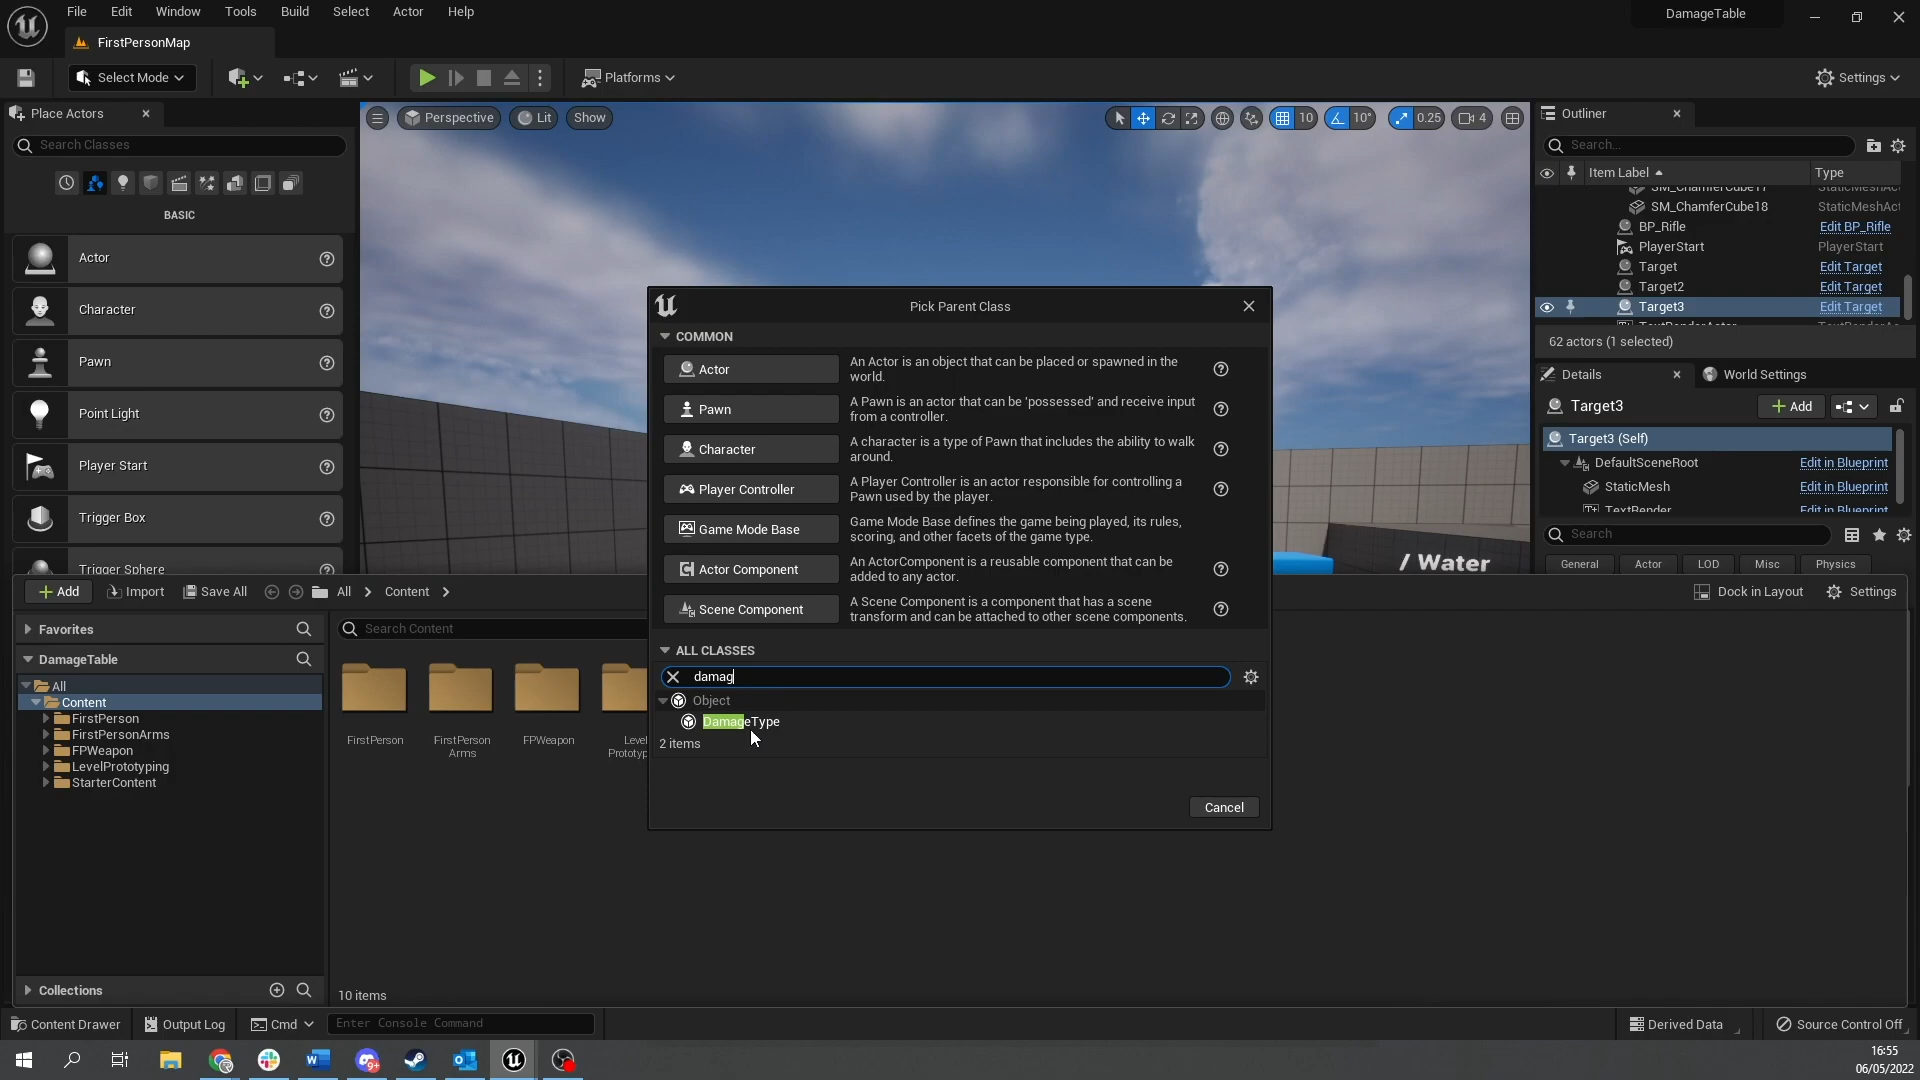 File Edit Window Tools Build Select Actor Help
DamageTable
FirstPersonMap
Select Mode
Platforms
Settings
Place Actors
Search Classes
BASIC
Actor
Character
Pawn
Point Light
Player Start
Trigger Box
Trigger Sphere
Perspective
Lit
Show
10
10°
0.25
4
/ Water
Outliner
Search...
Item Label Type
SM_ChamferCube17 StaticMeshAct
SM_ChamferCube18 StaticMeshAct
BP_Rifle Edit BP_Rifle
PlayerStart PlayerStart
Target Edit Target
Target2 Edit Target
Target3 Edit Target
62 actors (1 selected)
Details
World Settings
Target3
Add
Target3 (Self)
DefaultSceneRoot Edit in Blueprint
StaticMesh Edit in Blueprint
TextRender Edit in Blueprint
Search
General Actor LOD Misc Physics
Pick Parent Class
COMMON
Actor
An Actor is an object that can be placed or spawned in the
world.
Pawn
A Pawn is an actor that can be 'possessed' and receive input
from a controller.
Character
A character is a type of Pawn that includes the ability to walk
around.
Player Controller
A Player Controller is an actor responsible for controlling a
Pawn used by the player.
Game Mode Base
Game Mode Base defines the game being played, its rules,
scoring, and other facets of the game type.
Actor Component
An ActorComponent is a reusable component that can be
added to any actor.
Scene Component
A Scene Component is a component that has a scene
transform and can be attached to other scene components.
ALL CLASSES
damag
Object
DamageType
2 items
Cancel
Add
Import
Save All
All
Content
Dock in Layout
Settings
Favorites
DamageTable
All
Content
FirstPerson
FirstPersonArms
FPWeapon
LevelPrototyping
StarterContent
Collections
Search Content
FirstPerson
FirstPerson
Arms
FPWeapon
Level
Prototyp
10 items
Content Drawer
Output Log
Cmd
Enter Console Command
Derived Data
Source Control Off
9+
16:55
06/05/2022